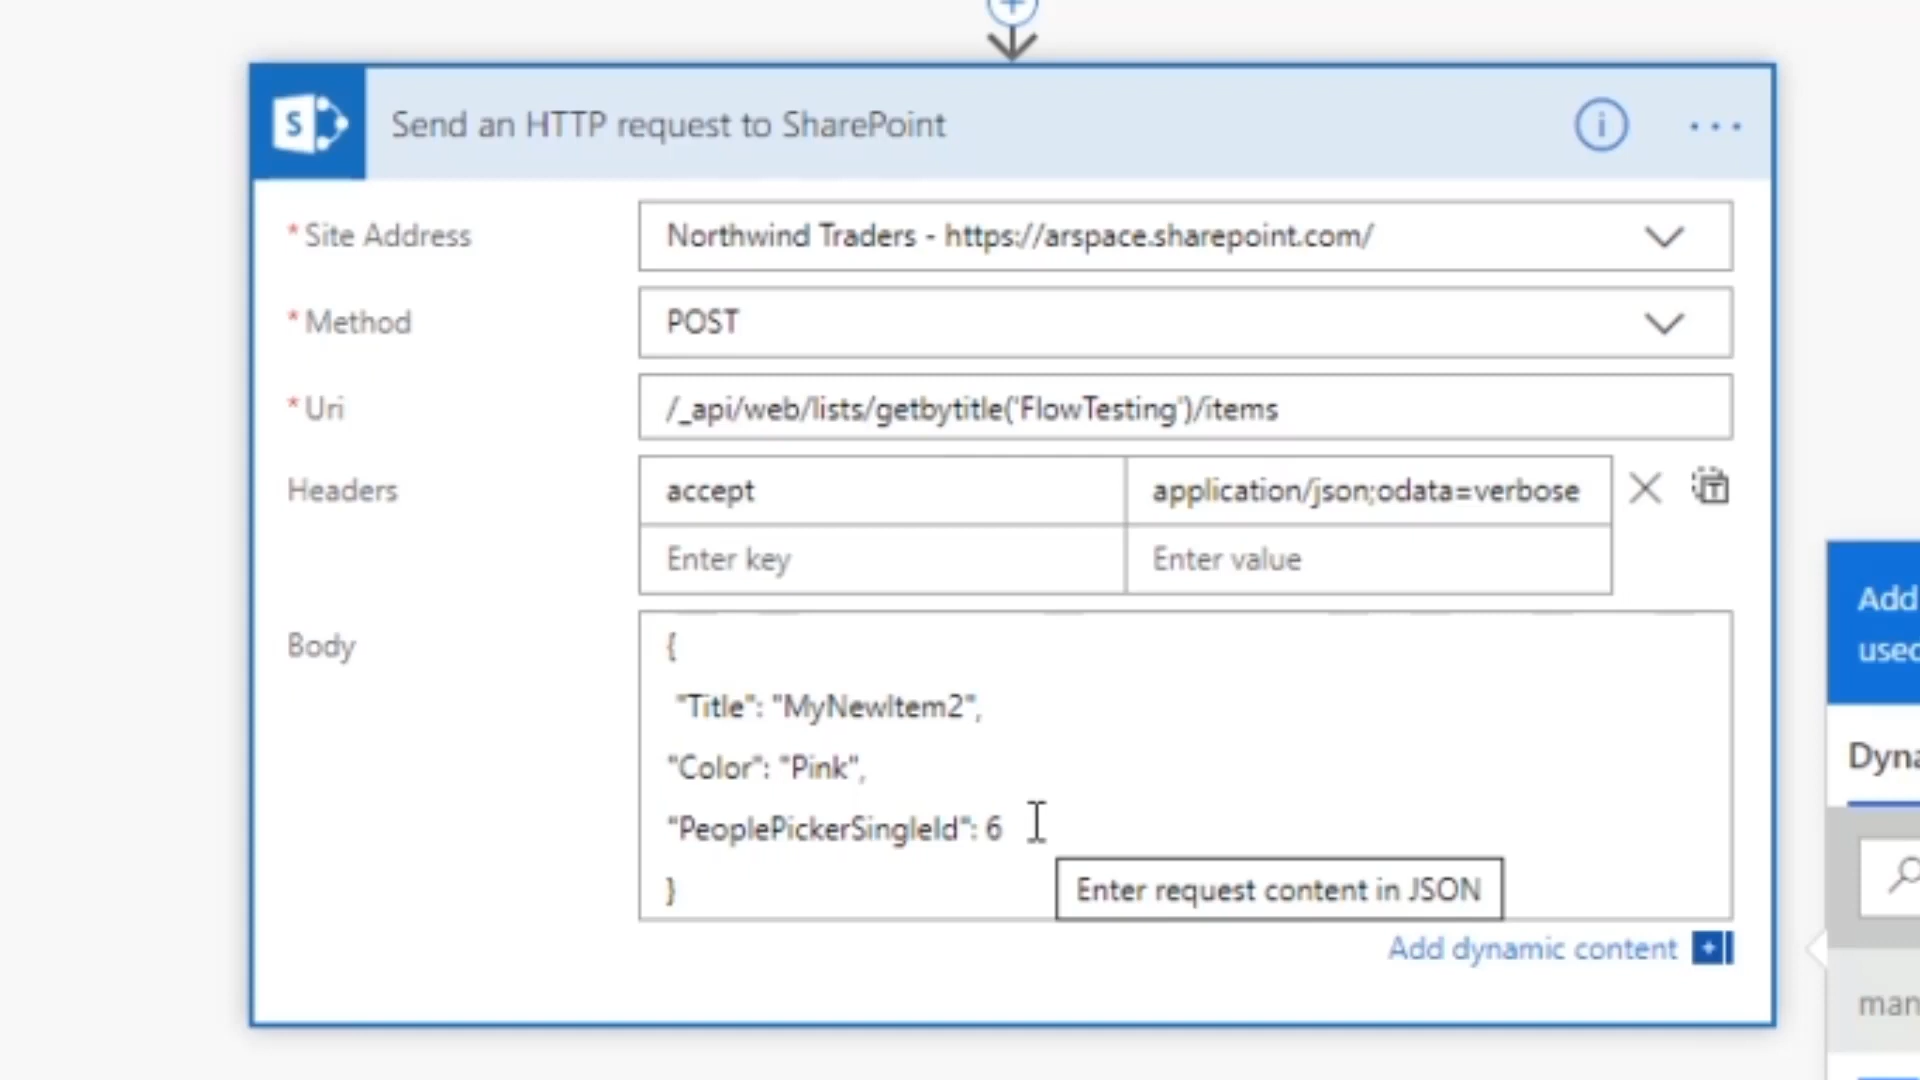 Send an HTTP request to SharePoint
* Site Address
Northwind Traders - https://arspace.sharepoint.com/
* Method
POST
* Uri
/_api/web/lists/getbytitle('FlowTesting')/items
Headers
accept
application/json;odata=verbose
Enter key
Enter value
Body
{
"Title": "MyNewItem2",
"Color": "Pink",
"PeoplePickerSingleId": 6
}
Enter request content in JSON
Add dynamic content
Add
used
Dyna
man